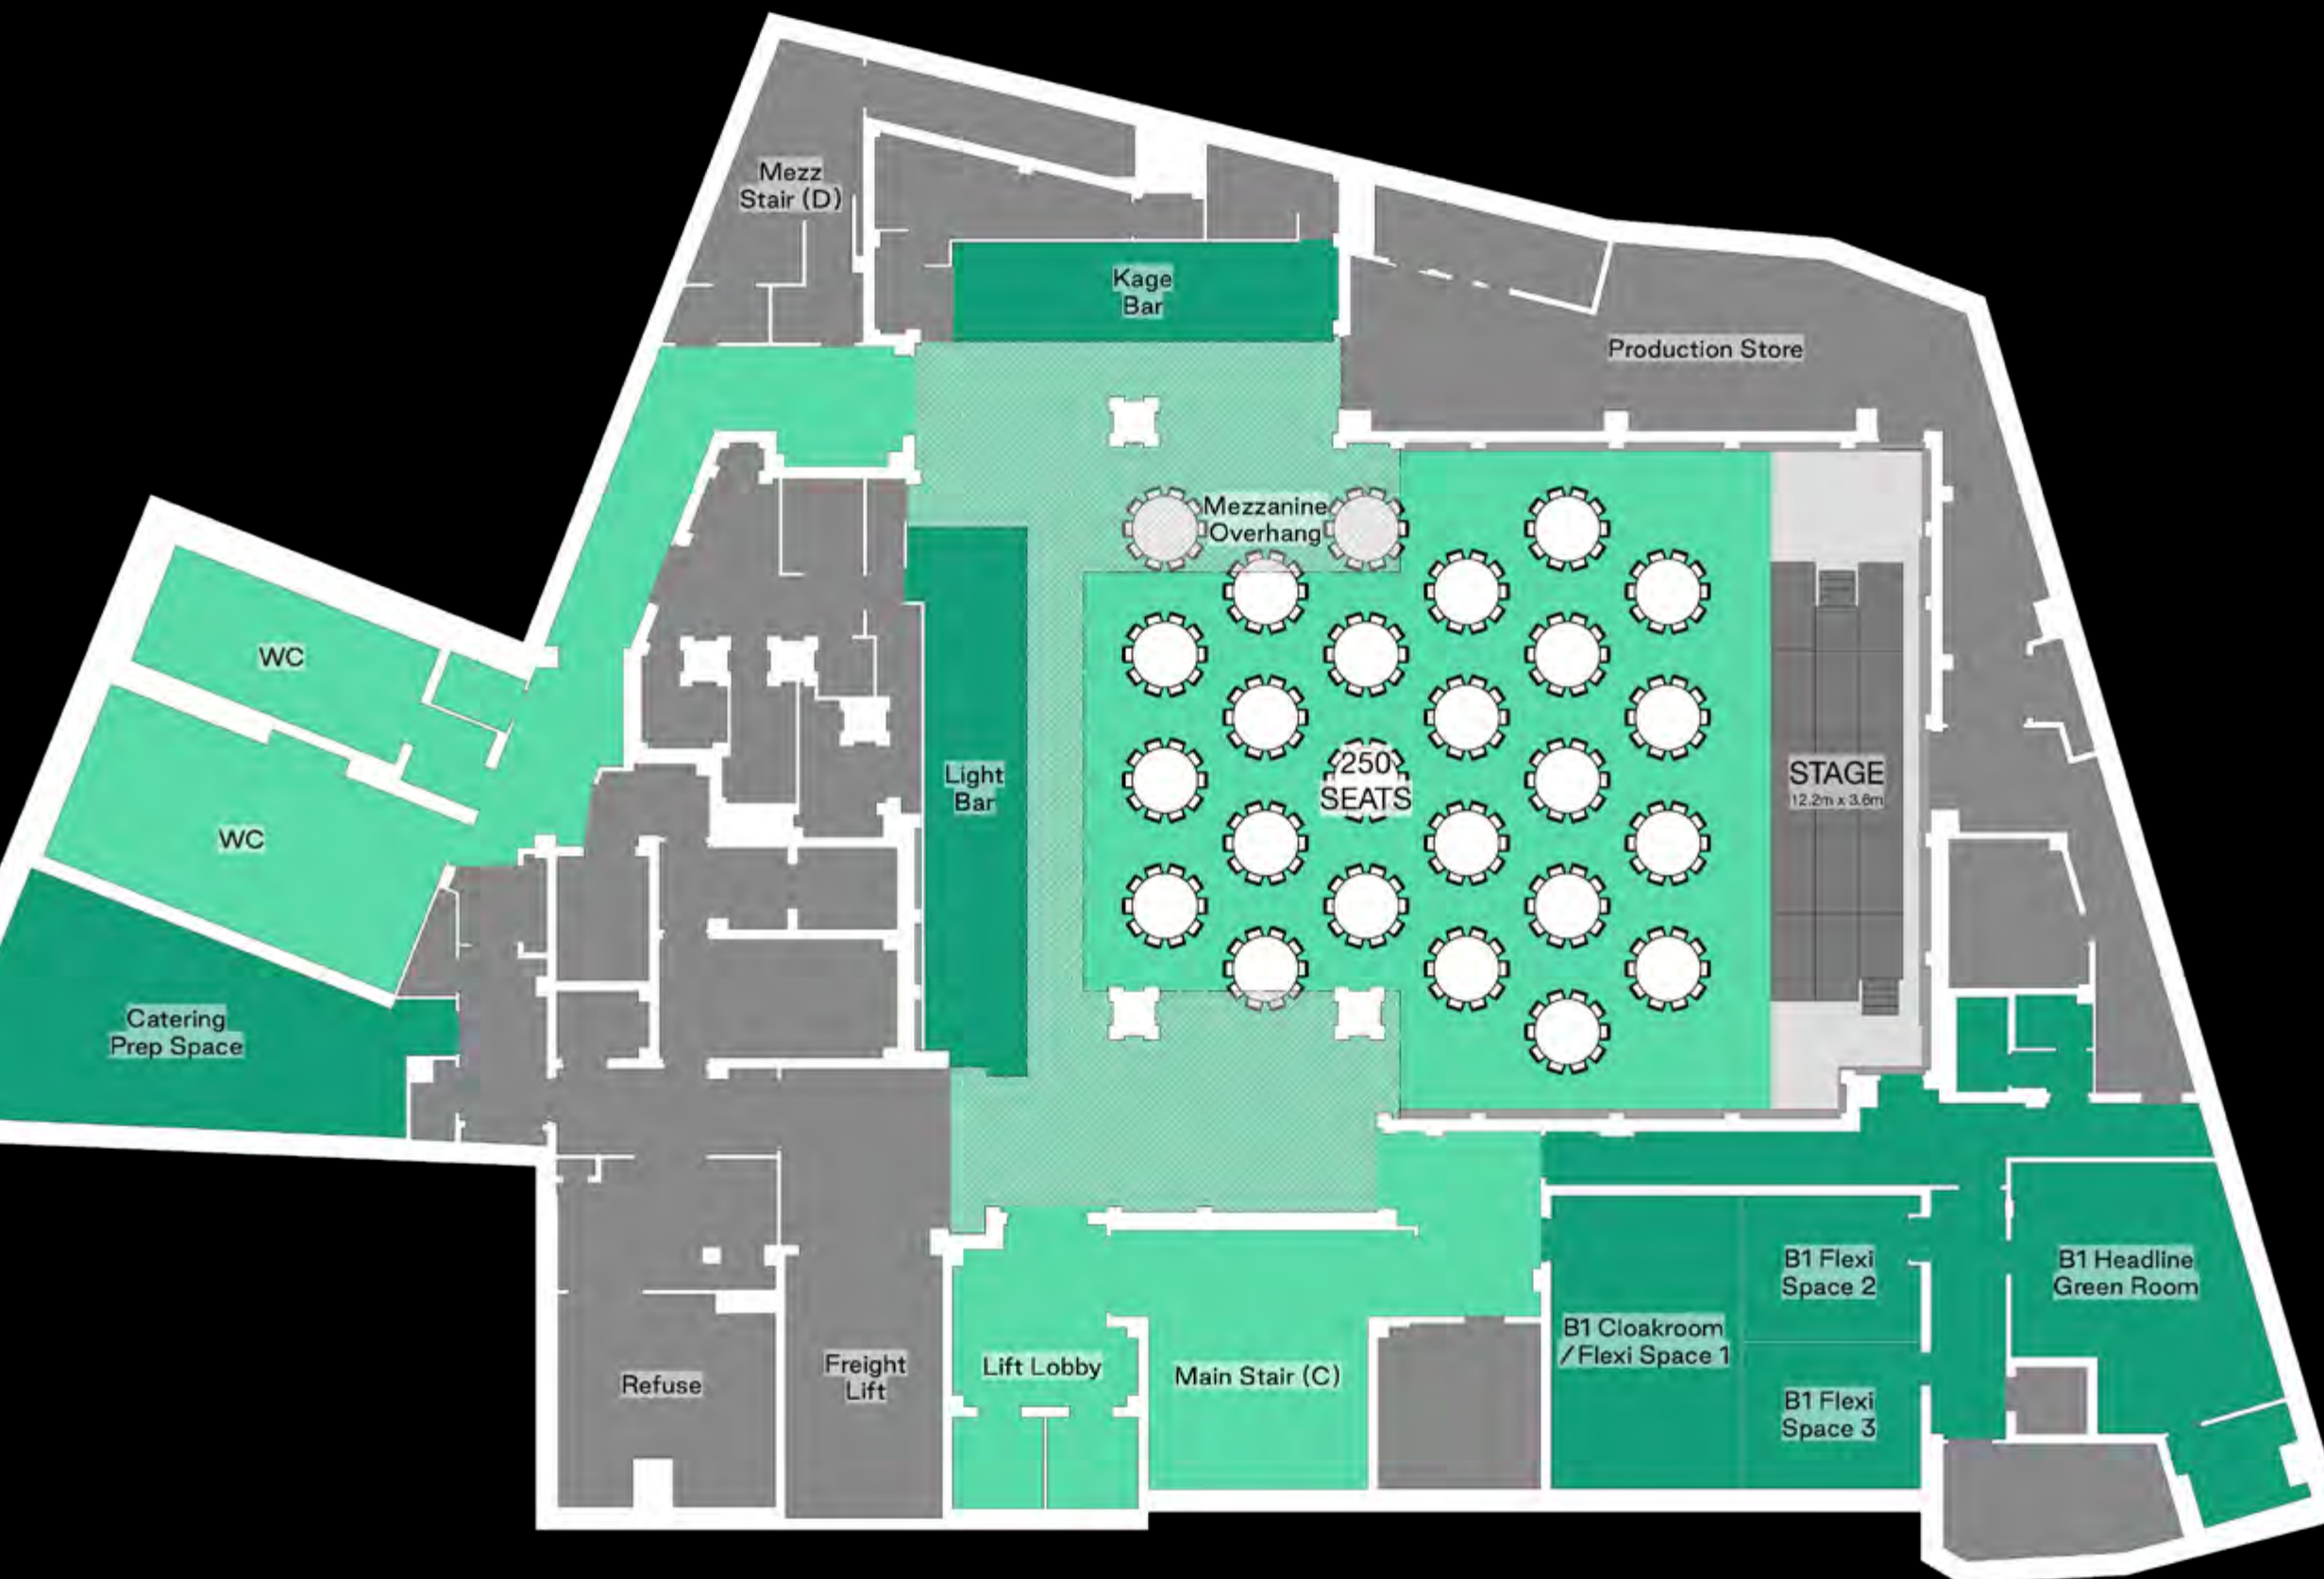 Mezz
Stair (D)
Kage
Bar
Production Store
Mezzanine
Overhang
WC
WC
Light
Bar
250
SEATS
STAGE
12.2m x 3.6m
Catering
Prep Space
B1 Flexi
Space 2
B1 Headline
Green Room
B1 Cloakroom
/Flexi Space 1
Freight
Lift
Lift Lobby
Main Stair (C)
Refuse
B1 Flexi
Space 3